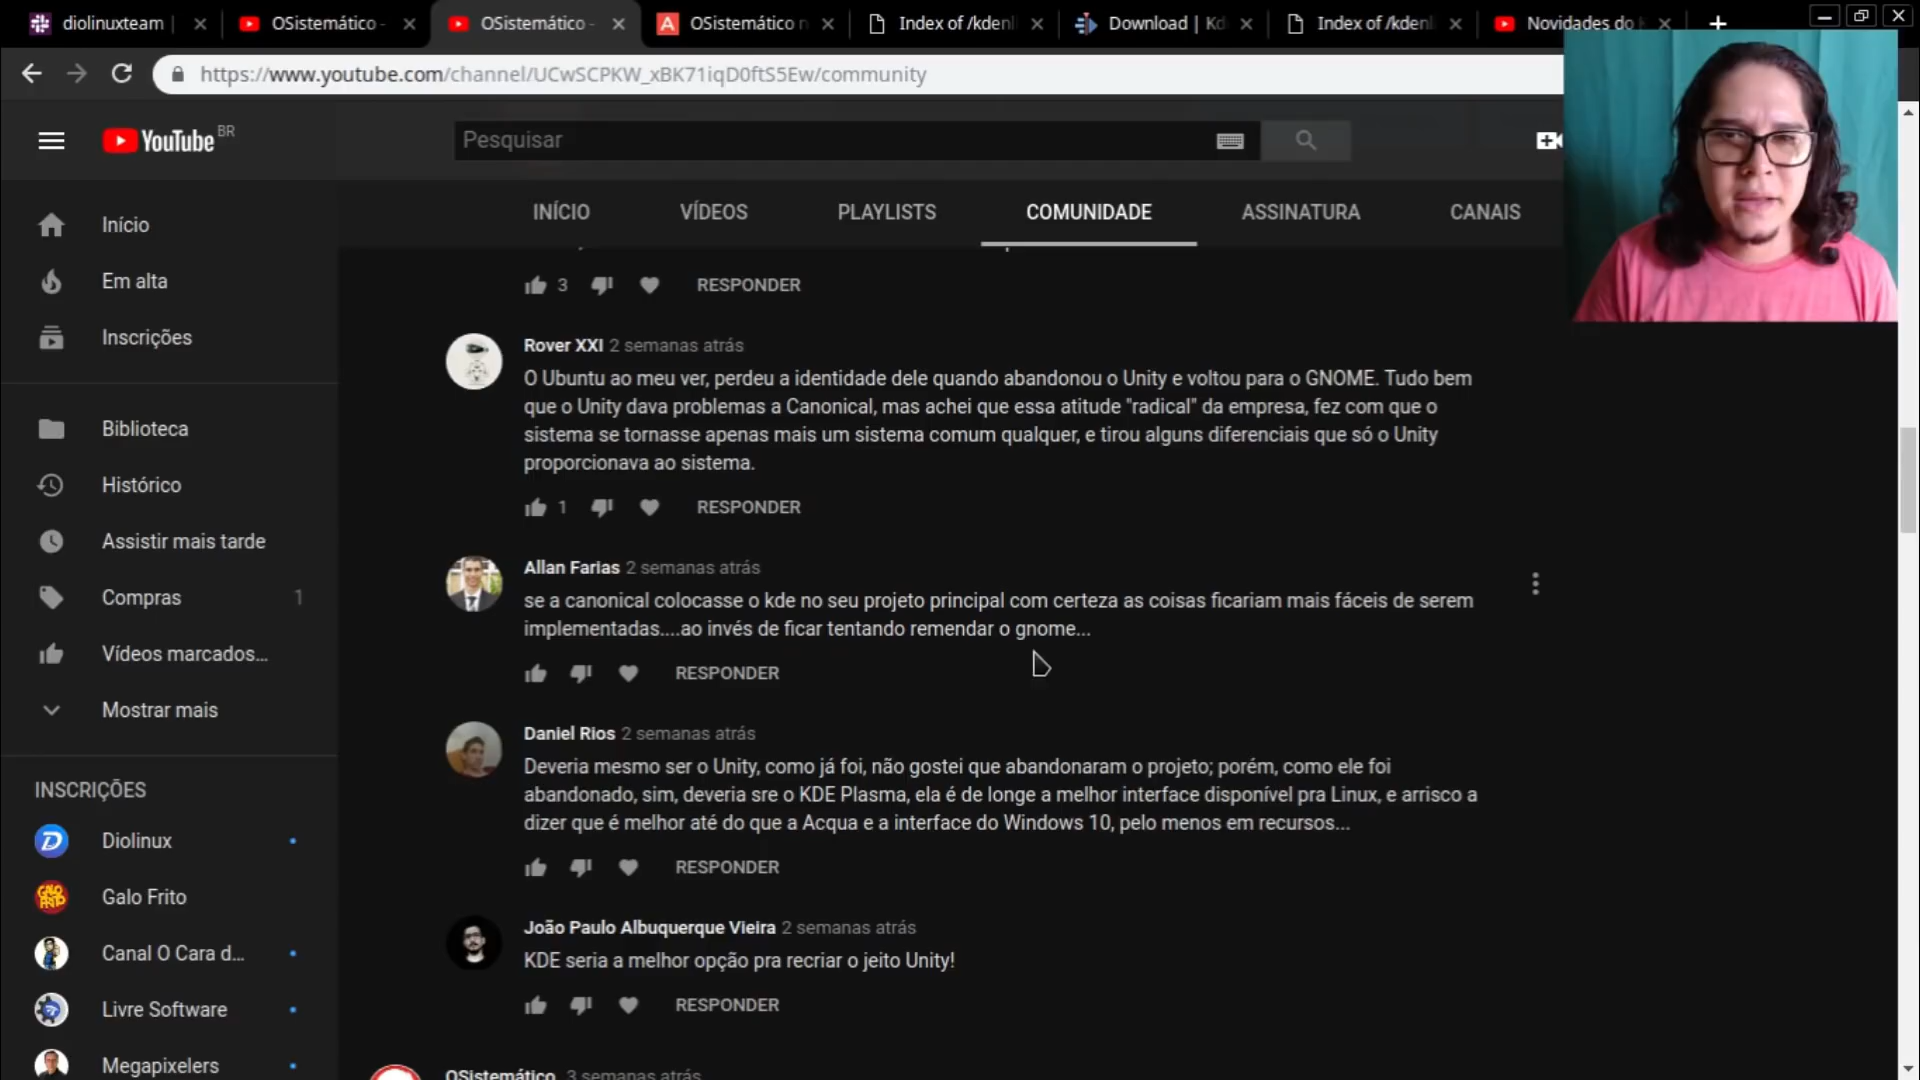 diolinuxteam |
OSistemático -
OSistemático -
OSistemático n
Index of /kdenl
Download | Kd
Index of /kdenl
Novidades do
https://www.youtube.com/channel/UCwSCPKW_xBK71iqD0ftS5Ew/community
YouTube BR
Pesquisar
INÍCIO
VÍDEOS
PLAYLISTS
COMUNIDADE
ASSINATURA
CANAIS
Início
Em alta
Inscrições
Biblioteca
Histórico
Assistir mais tarde
Compras 1
Vídeos marcados...
Mostrar mais
INSCRIÇÕES
Diolinux
Galo Frito
Canal O Cara d...
Livre Software
Megapixelers
3 RESPONDER
Rover XXI 2 semanas atrás
O Ubuntu ao meu ver, perdeu a identidade dele quando abandonou o Unity e voltou para o GNOME. Tudo bem
que o Unity dava problemas a Canonical, mas achei que essa atitude "radical" da empresa, fez com que o
sistema se tornasse apenas mais um sistema comum qualquer, e tirou alguns diferenciais que só o Unity
proporcionava ao sistema.
1 RESPONDER
Allan Farias 2 semanas atrás
se a canonical colocasse o kde no seu projeto principal com certeza as coisas ficariam mais fáceis de serem
implementadas....ao invés de ficar tentando remendar o gnome...
RESPONDER
Daniel Rios 2 semanas atrás
Deveria mesmo ser o Unity, como já foi, não gostei que abandonaram o projeto; porém, como ele foi
abandonado, sim, deveria sre o KDE Plasma, ela é de longe a melhor interface disponível pra Linux, e arrisco a
dizer que é melhor até do que a Acqua e a interface do Windows 10, pelo menos em recursos...
RESPONDER
João Paulo Albuquerque Vieira 2 semanas atrás
KDE seria a melhor opção pra recriar o jeito Unity!
RESPONDER
OSistemático 3 semanas atrás